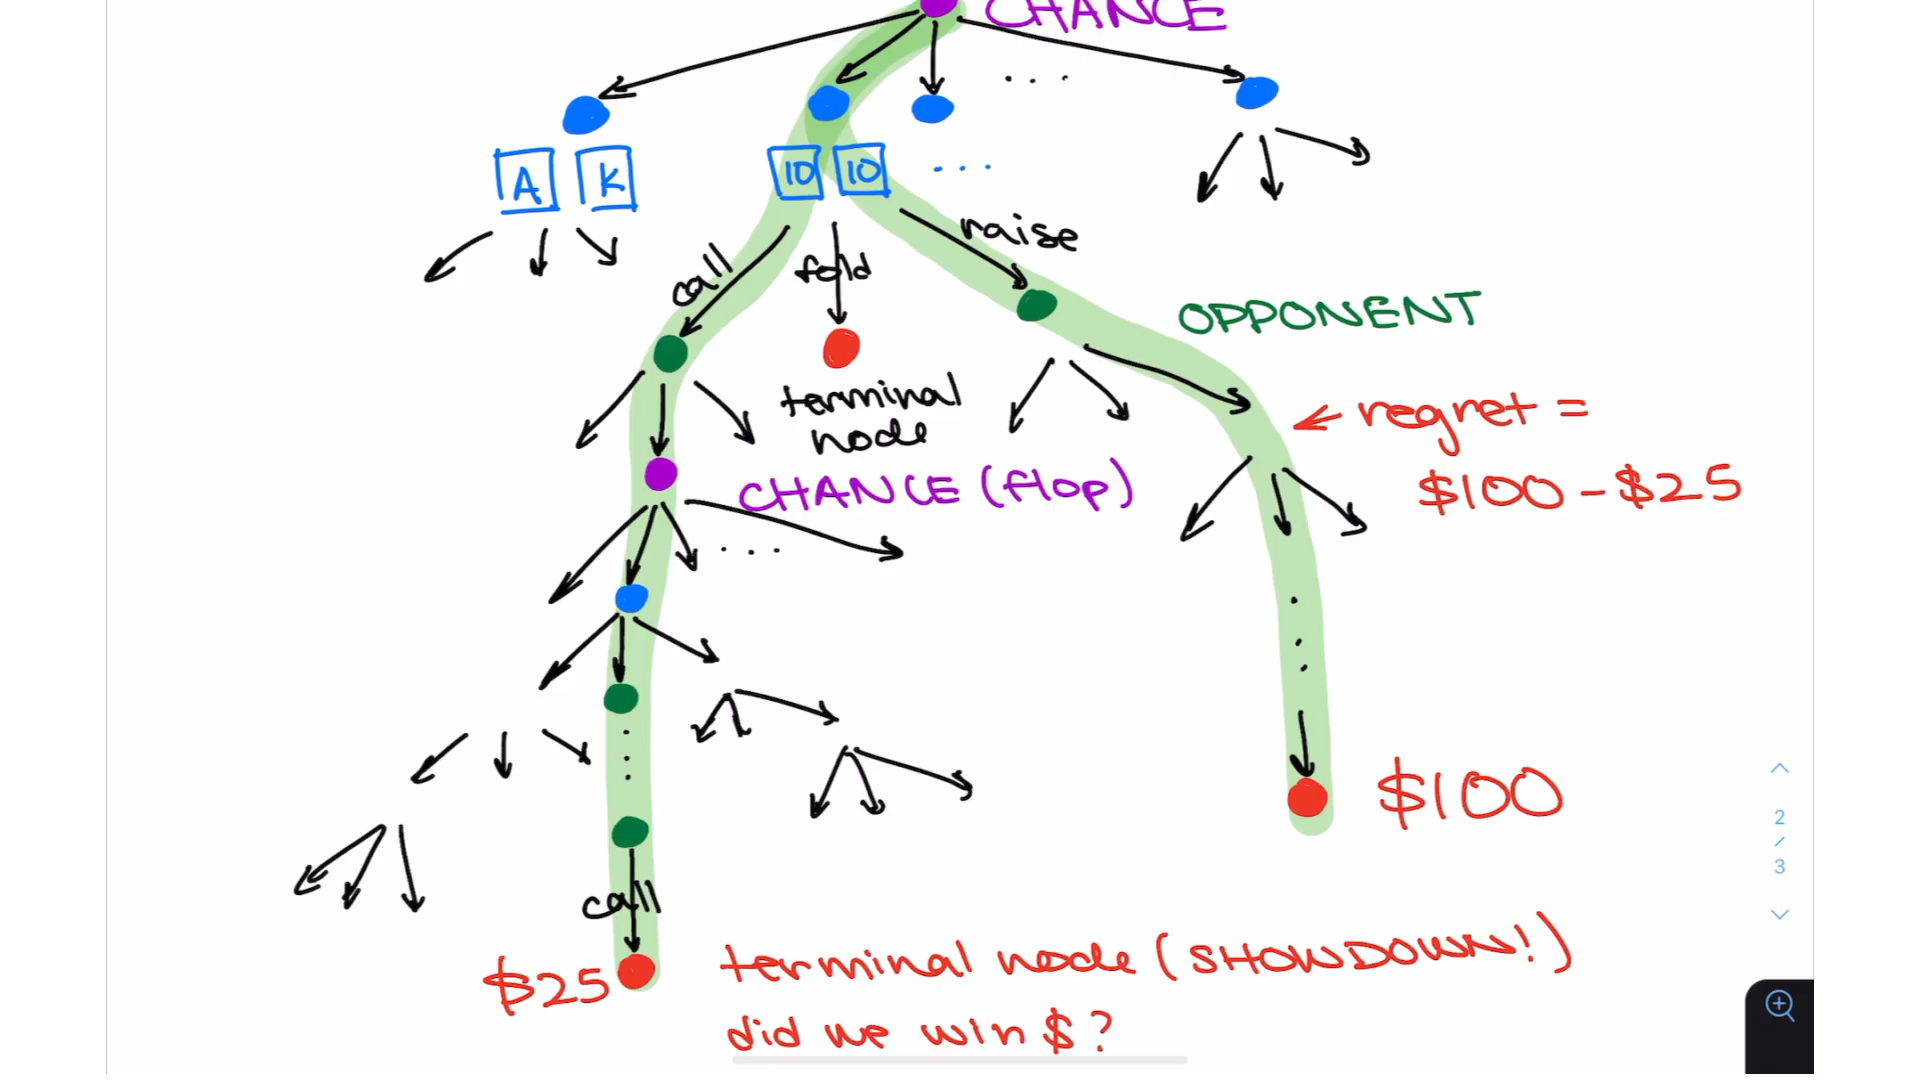 CHANCE
. . .
A K 10 10 . . .
raise
call fold
OPPONENT
terminal
node
← regret =
$100 - $25
CHANCE (flop)
. . .
$100
2
/
3
call
$25 terminal node (SHOWDOWN!)
did we win $?